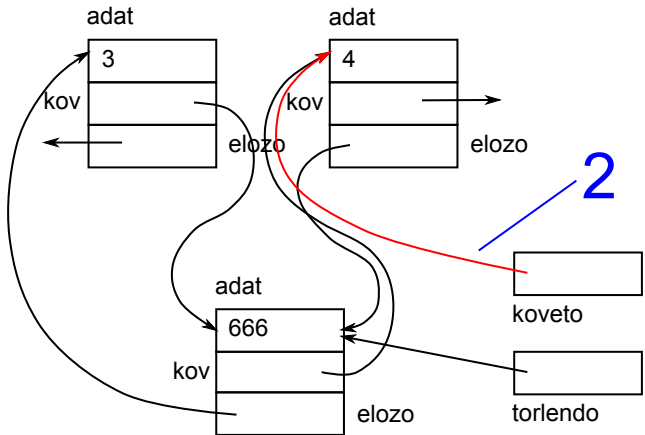 adat
3
kov
elozo
adat
4
kov
elozo
2
koveto
adat
666
kov
elozo
torlendo